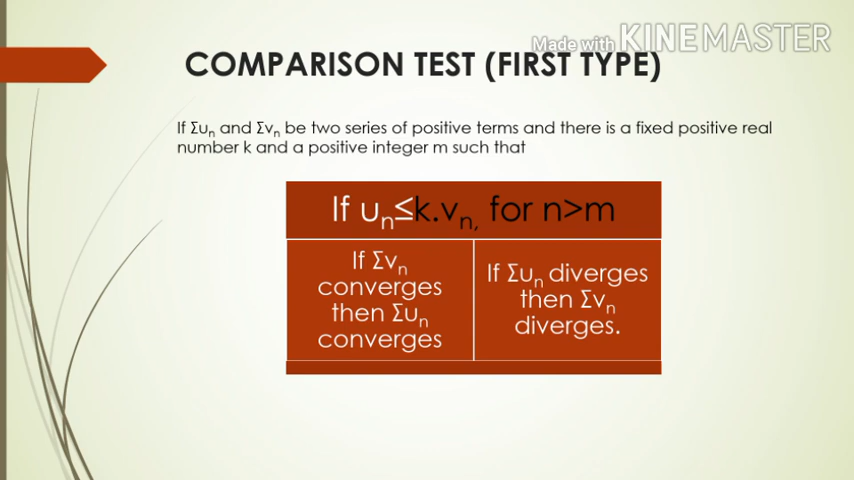 Made with KINEMASTER
COMPARISON TEST (FIRST TYPE)
If Σuₙ and Σvₙ be two series of positive terms and there is a fixed positive real
number k and a positive integer m such that
If uₙ≤k.vₙ, for n>m
If Σvₙ
converges
then Σuₙ
converges
If Σuₙ diverges
then Σvₙ
diverges.